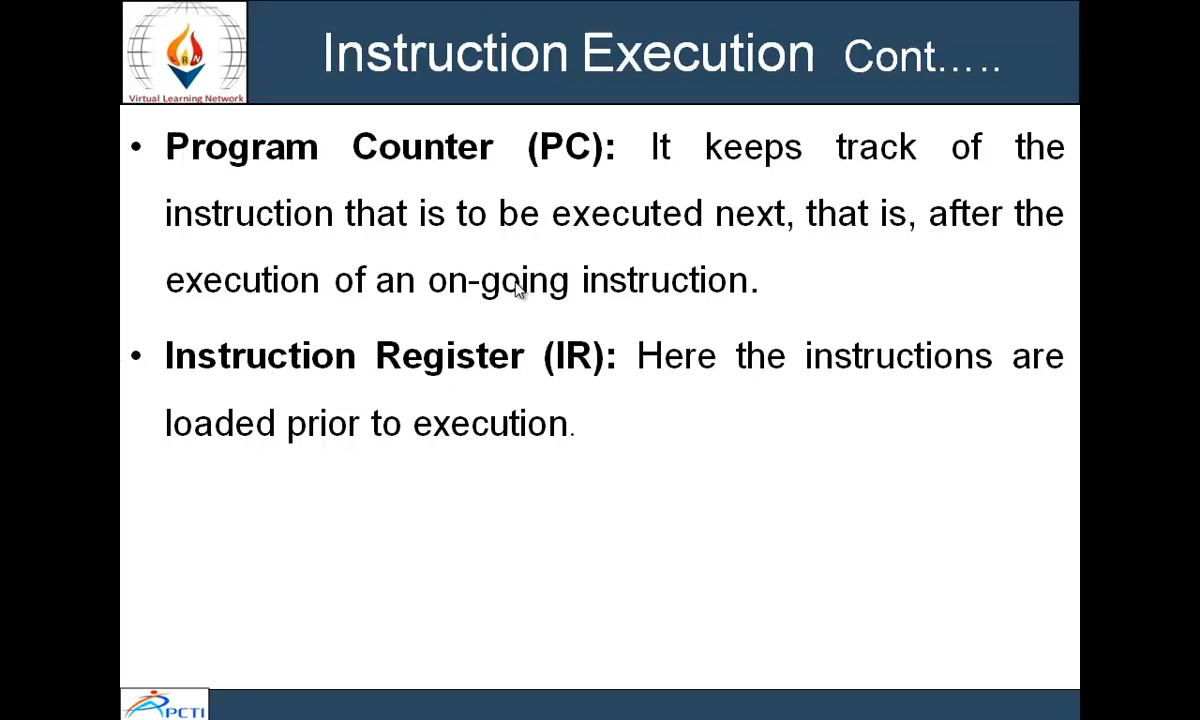 Instruction Execution Cont.....
Virtual Learning Network
• Program Counter (PC): It keeps track of the
instruction that is to be executed next, that is, after the
execution of an on-going instruction.
• Instruction Register (IR): Here the instructions are
loaded prior to execution.
PCTI